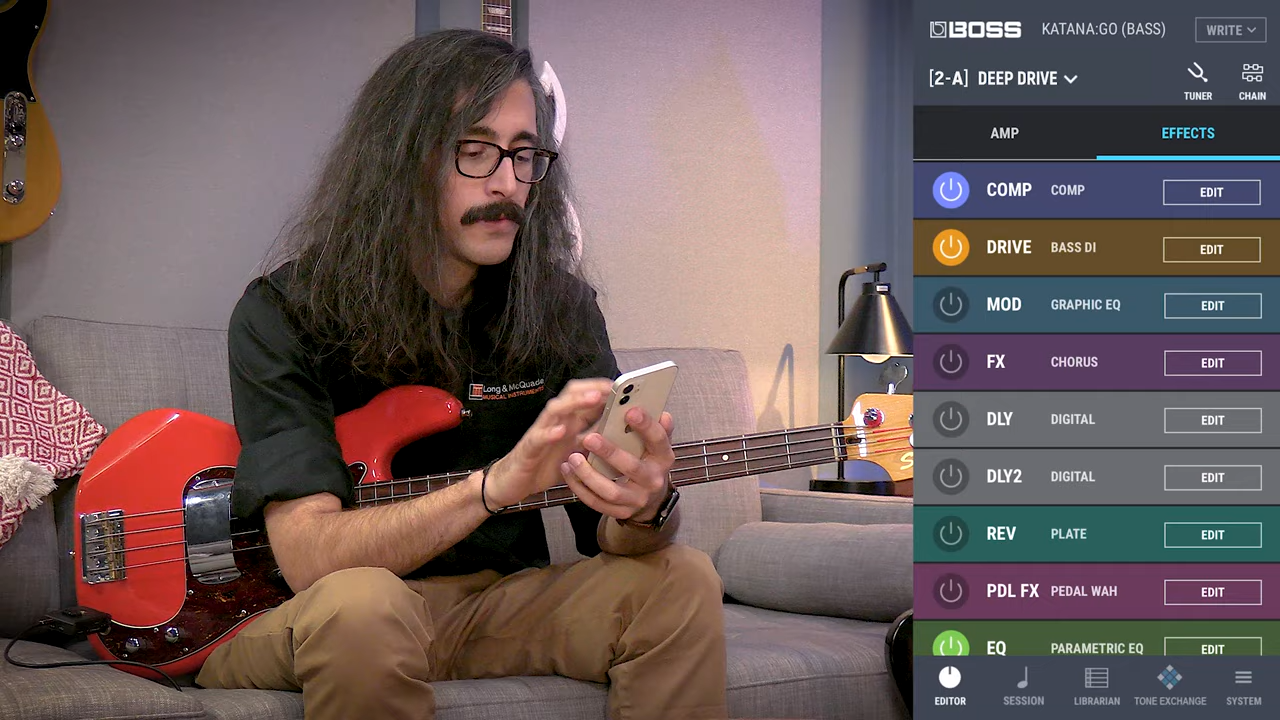 BOSS KATANA:GO (BASS) WRITE
[2-A] DEEP DRIVE
TUNER CHAIN
AMP EFFECTS
COMP COMP EDIT
DRIVE BASS DI EDIT
MOD GRAPHIC EQ EDIT
FX CHORUS EDIT
DLY DIGITAL EDIT
DLY2 DIGITAL EDIT
REV PLATE EDIT
PDL FX PEDAL WAH EDIT
EQ PARAMETRIC EQ EDIT
EDITOR SESSION LIBRARIAN TONE EXCHANGE SYSTEM
Long & McQuade
MUSICAL INSTRUMENTS